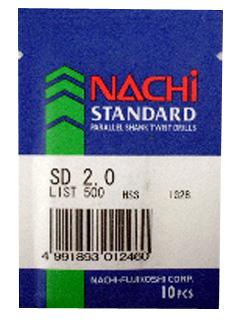 NACHi
STANDARD
PARALLEL SHANK TWIST DRILLS
SD 2.0
LIST 500 HSS 1028
4 991893 012460
NACHI-FUJIKOSHI CORP.
10 PCS